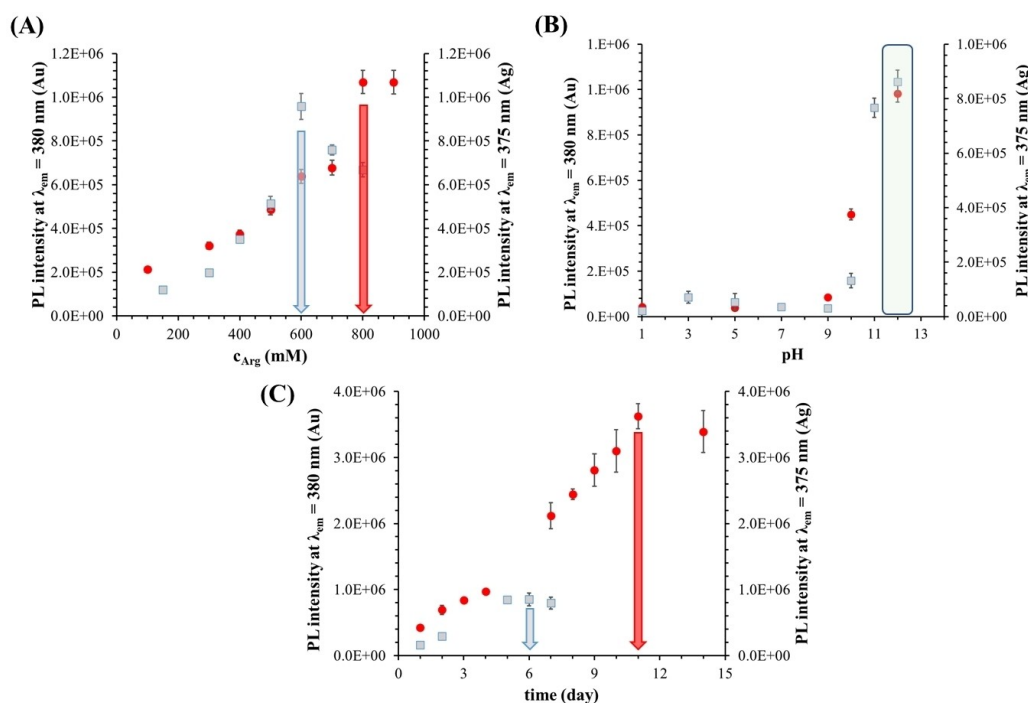 (A)
PL intensity at λem = 380 nm (Au)
1.2E+06
1.0E+06
8.0E+05
6.0E+05
4.0E+05
2.0E+05
0.0E+00
0 200 400 600 800 1000
cArg (mM)
1.2E+06
1.0E+06
8.0E+05
6.0E+05
4.0E+05
2.0E+05
0.0E+00
PL intensity at λem = 375 nm (Ag)
(B)
PL intensity at λem = 380 nm (Au)
1.E+06
1.E+06
8.E+05
6.E+05
4.E+05
2.E+05
0.E+00
1 3 5 7 9 11 13
pH
1.0E+06
8.0E+05
6.0E+05
4.0E+05
2.0E+05
0.0E+00
PL intensity at λem = 375 nm (Ag)
(C)
PL intensity at λem = 380 nm (Au)
4.0E+06
3.0E+06
2.0E+06
1.0E+06
0.0E+00
0 3 6 9 12 15
time (day)
4.0E+06
3.0E+06
2.0E+06
1.0E+06
0.0E+00
PL intensity at λem = 375 nm (Ag)